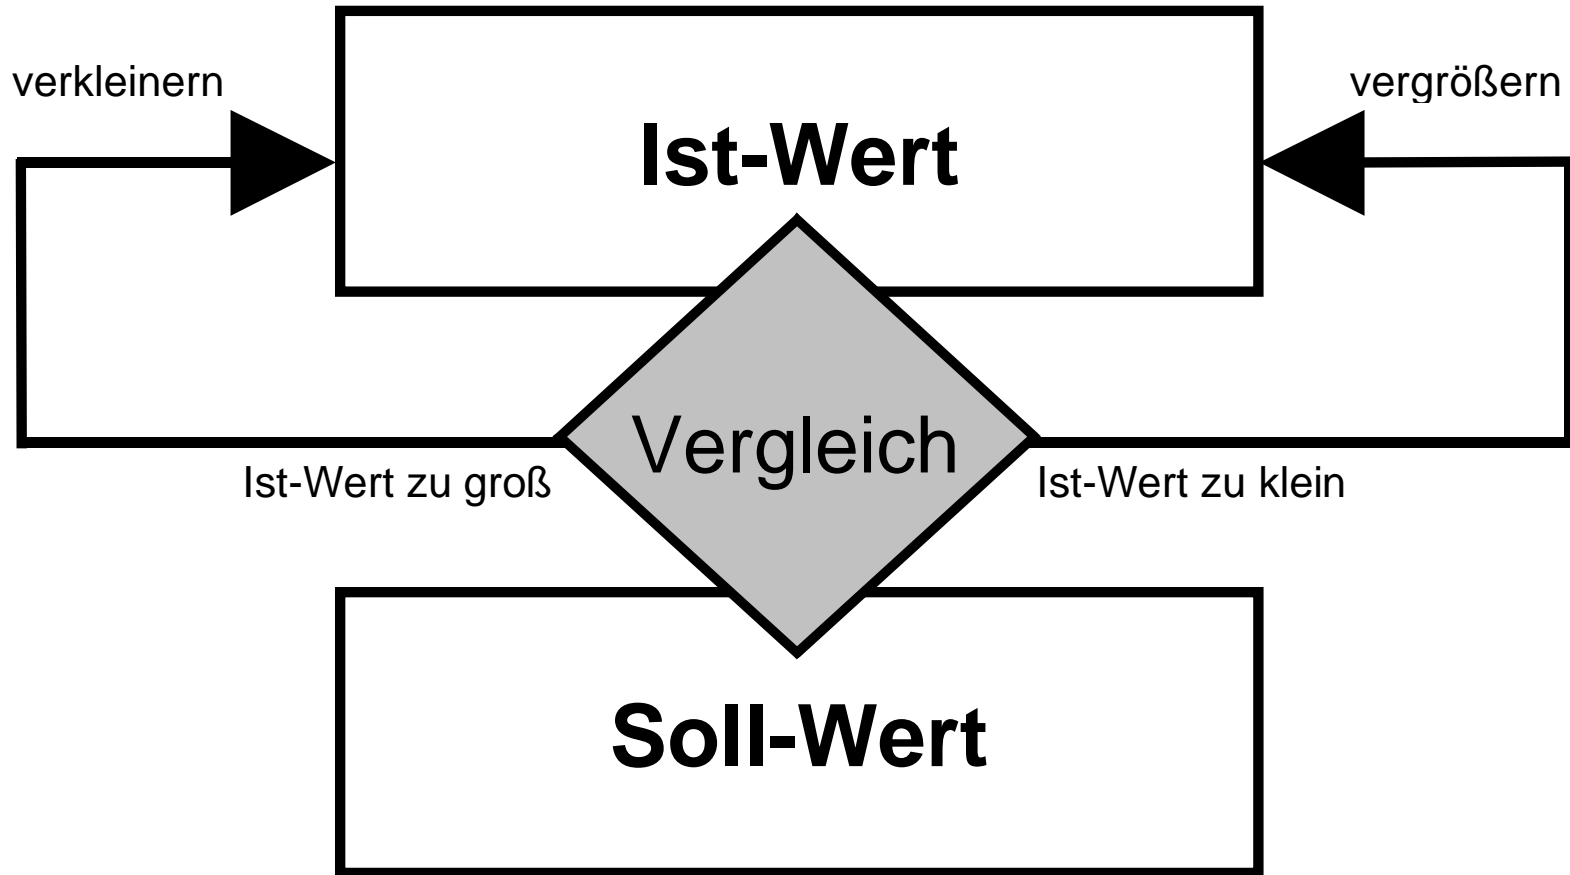 verkleinern
vergrößern
Ist-Wert
Vergleich
Ist-Wert zu groß
Ist-Wert zu klein
Soll-Wert